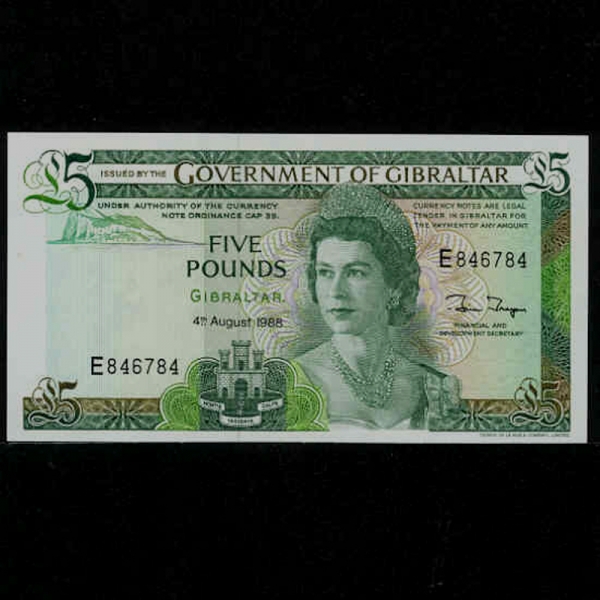 £5 ISSUED BY THE GOVERNMENT OF GIBRALTAR £5
UNDER AUTHORITY OF THE CURRENCY
NOTE ORDINANCE CAP 39.
CURRENCY NOTES ARE LEGAL
TENDER IN GIBRALTAR FOR
THE PAYMENT OF ANY AMOUNT.
FIVE
POUNDS
GIBRALTAR.
4TH August 1988
E846784
FINANCIAL AND
DEVELOPMENT SECRETARY
E846784
£5
£5